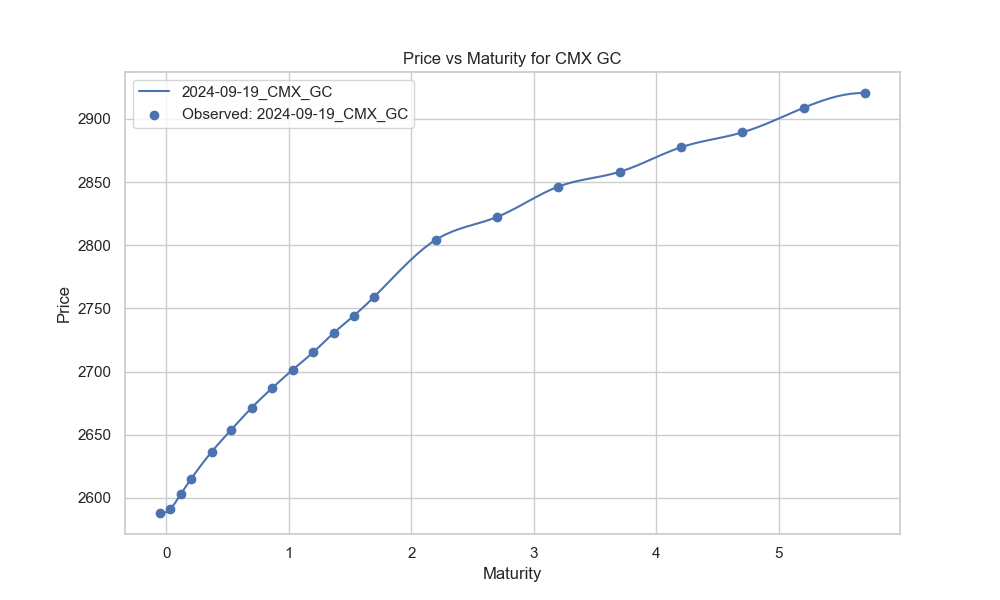 Price vs Maturity for CMX GC
2024-09-19_CMX_GC
Observed: 2024-09-19_CMX_GC
Price
2900
2850
2800
2750
2700
2650
2600
0 1 2 3 4 5
Maturity